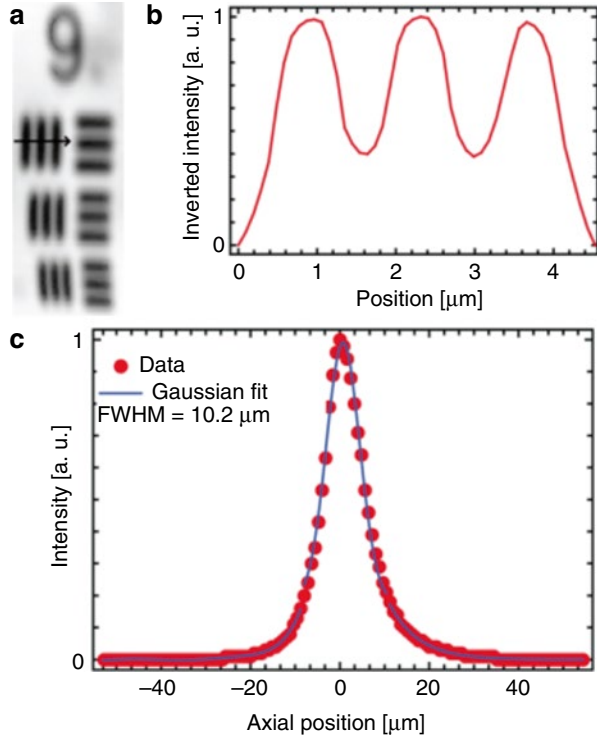 a
9
b
Inverted intensity [a. u.]
1
0
0 1 2 3 4
Position [μm]
c
Data
Gaussian fit
FWHM = 10.2 μm
Intensity [a. u.]
1
0
−40 −20 0 20 40
Axial position [μm]